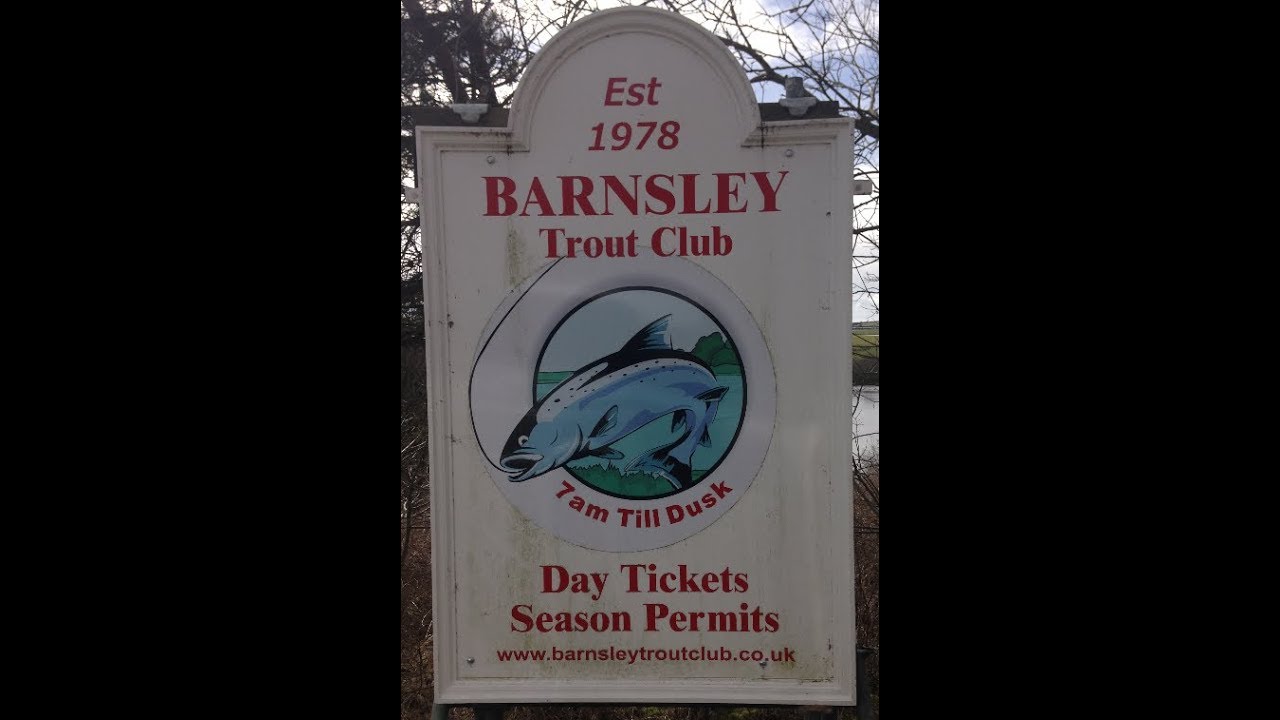 Est
1978
BARNSLEY
Trout Club
7am Till Dusk
Day Tickets
Season Permits
www.barnsleytroutclub.co.uk